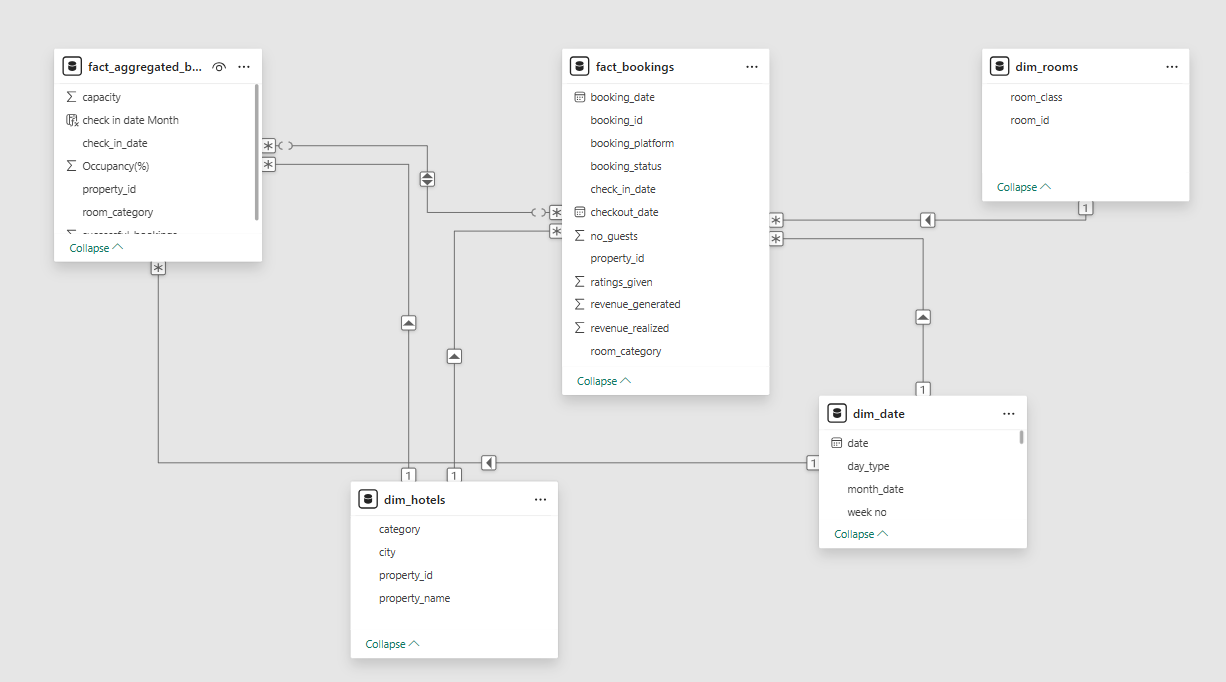 fact_aggregated_b...
capacity
check in date Month
check_in_date
Occupancy(%)
property_id
room_category
successful_bookings
Collapse
fact_bookings
booking_date
booking_id
booking_platform
booking_status
check_in_date
checkout_date
no_guests
property_id
ratings_given
revenue_generated
revenue_realized
room_category
Collapse
dim_rooms
room_class
room_id
Collapse
1
dim_date
date
day_type
month_date
week no
Collapse
1
1
dim_hotels
category
city
property_id
property_name
Collapse
1
1